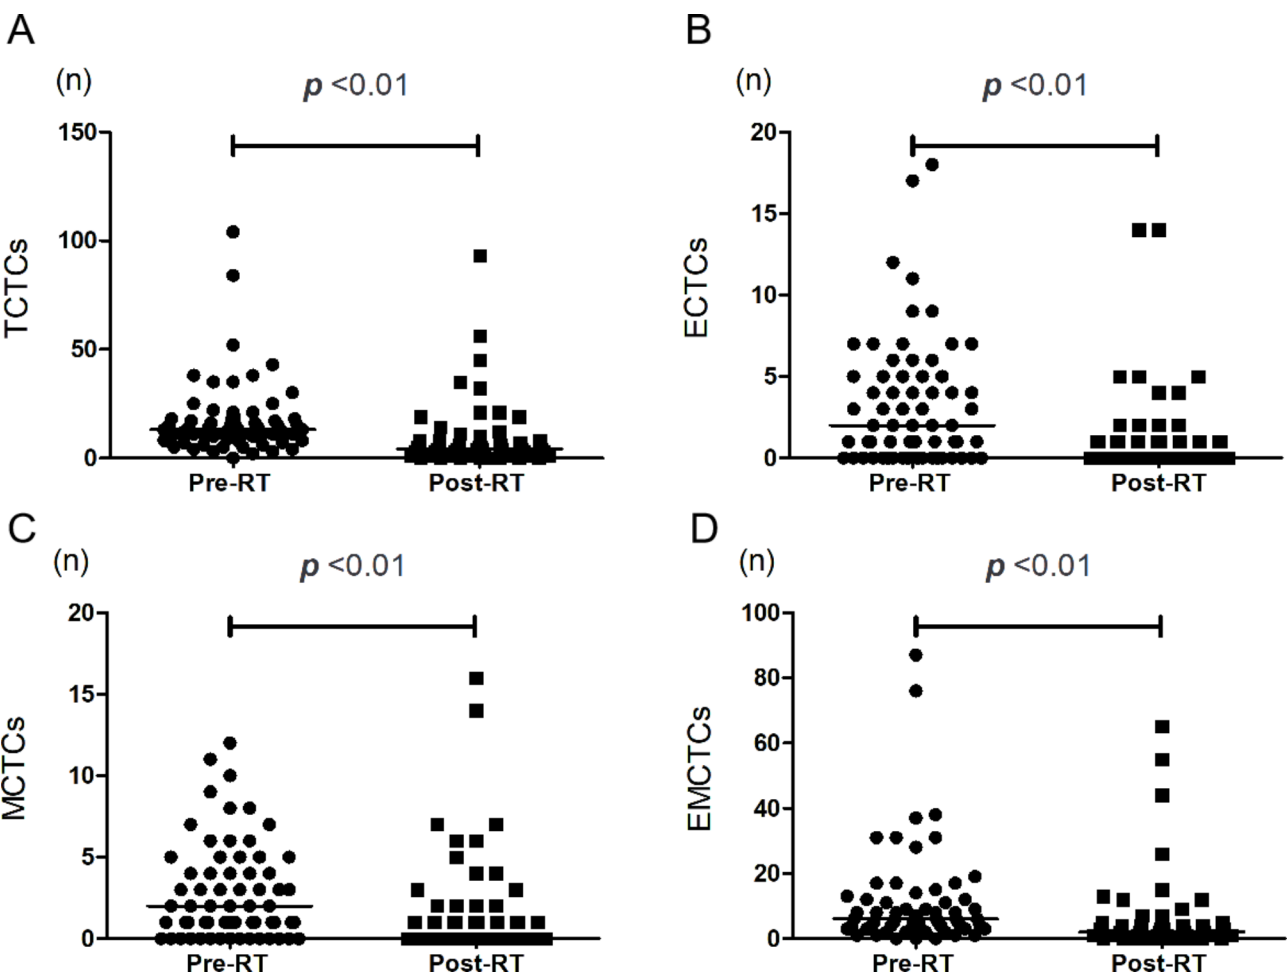 A
(n)
p <0.01
150
100
50
0
TCTCs
Pre-RT
Post-RT
B
(n)
p <0.01
20
15
10
5
0
ECTCs
Pre-RT
Post-RT
C
(n)
p <0.01
20
15
10
5
0
MCTCs
Pre-RT
Post-RT
D
(n)
p <0.01
100
80
60
40
20
0
EMCTCs
Pre-RT
Post-RT